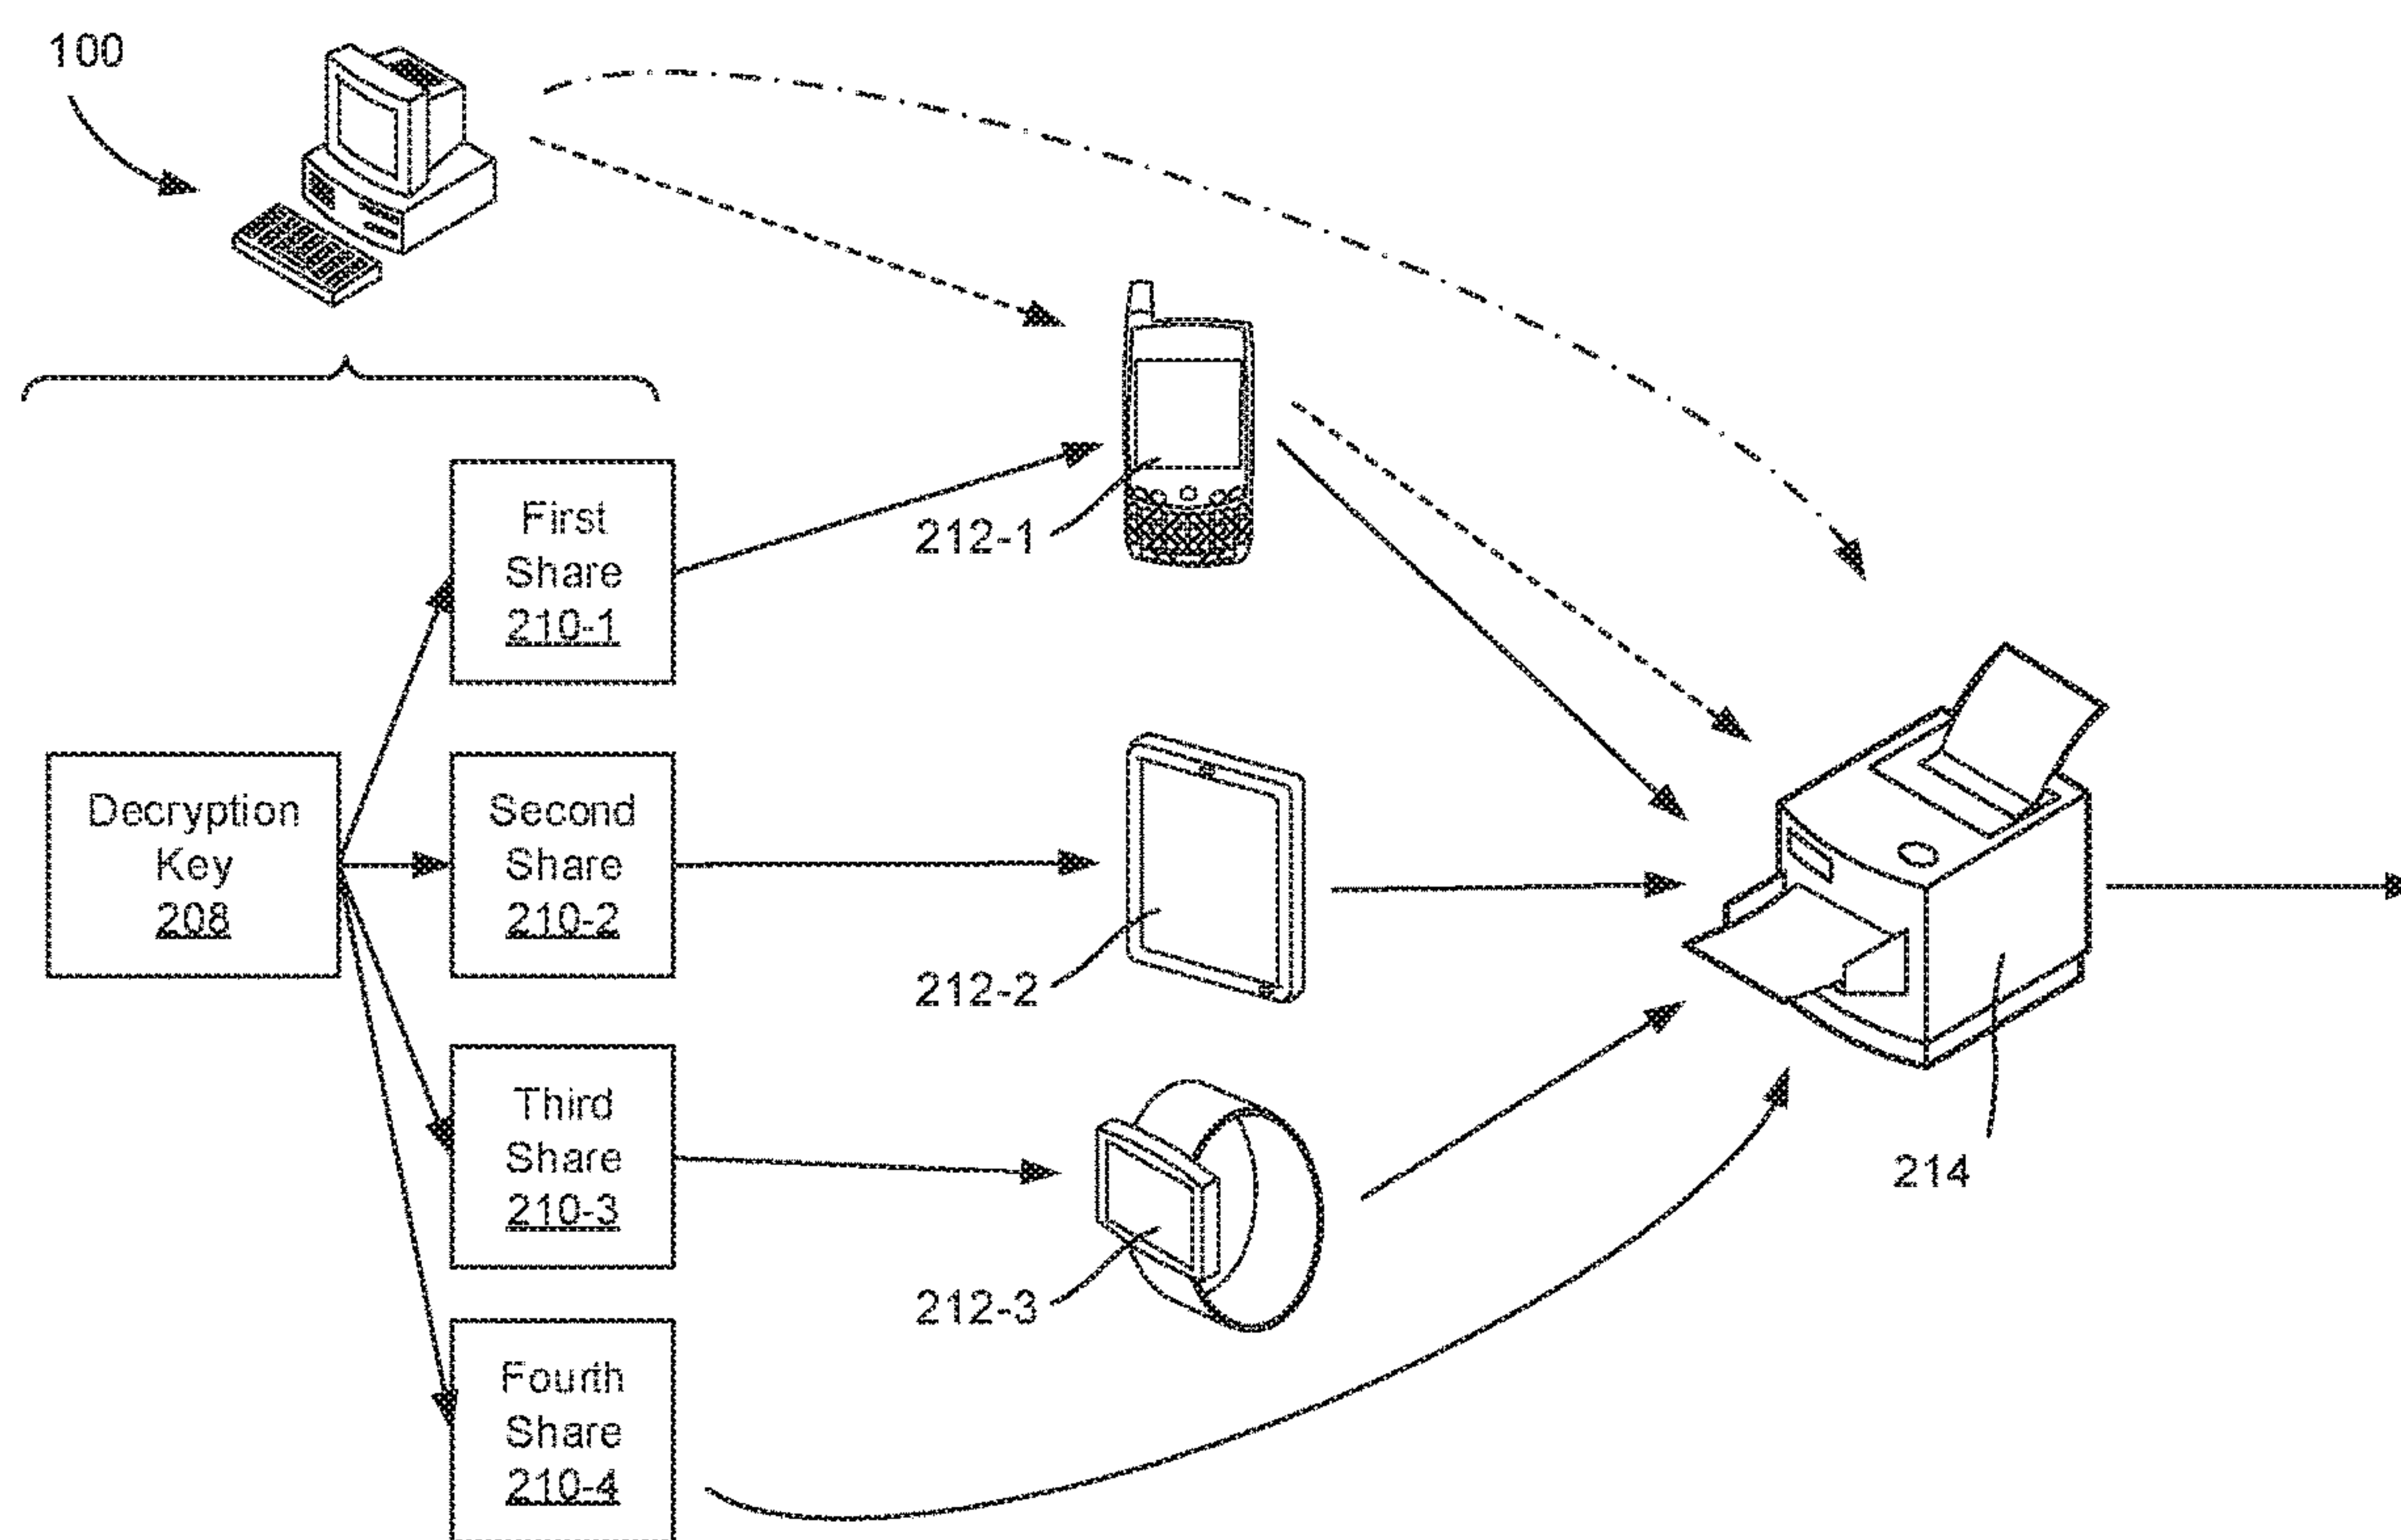 100
First
Share
210-1
212-1
Decryption
Key
208
Second
Share
210-2
212-2
Third
Share
210-3
214
212-3
Fourth
Share
210-4